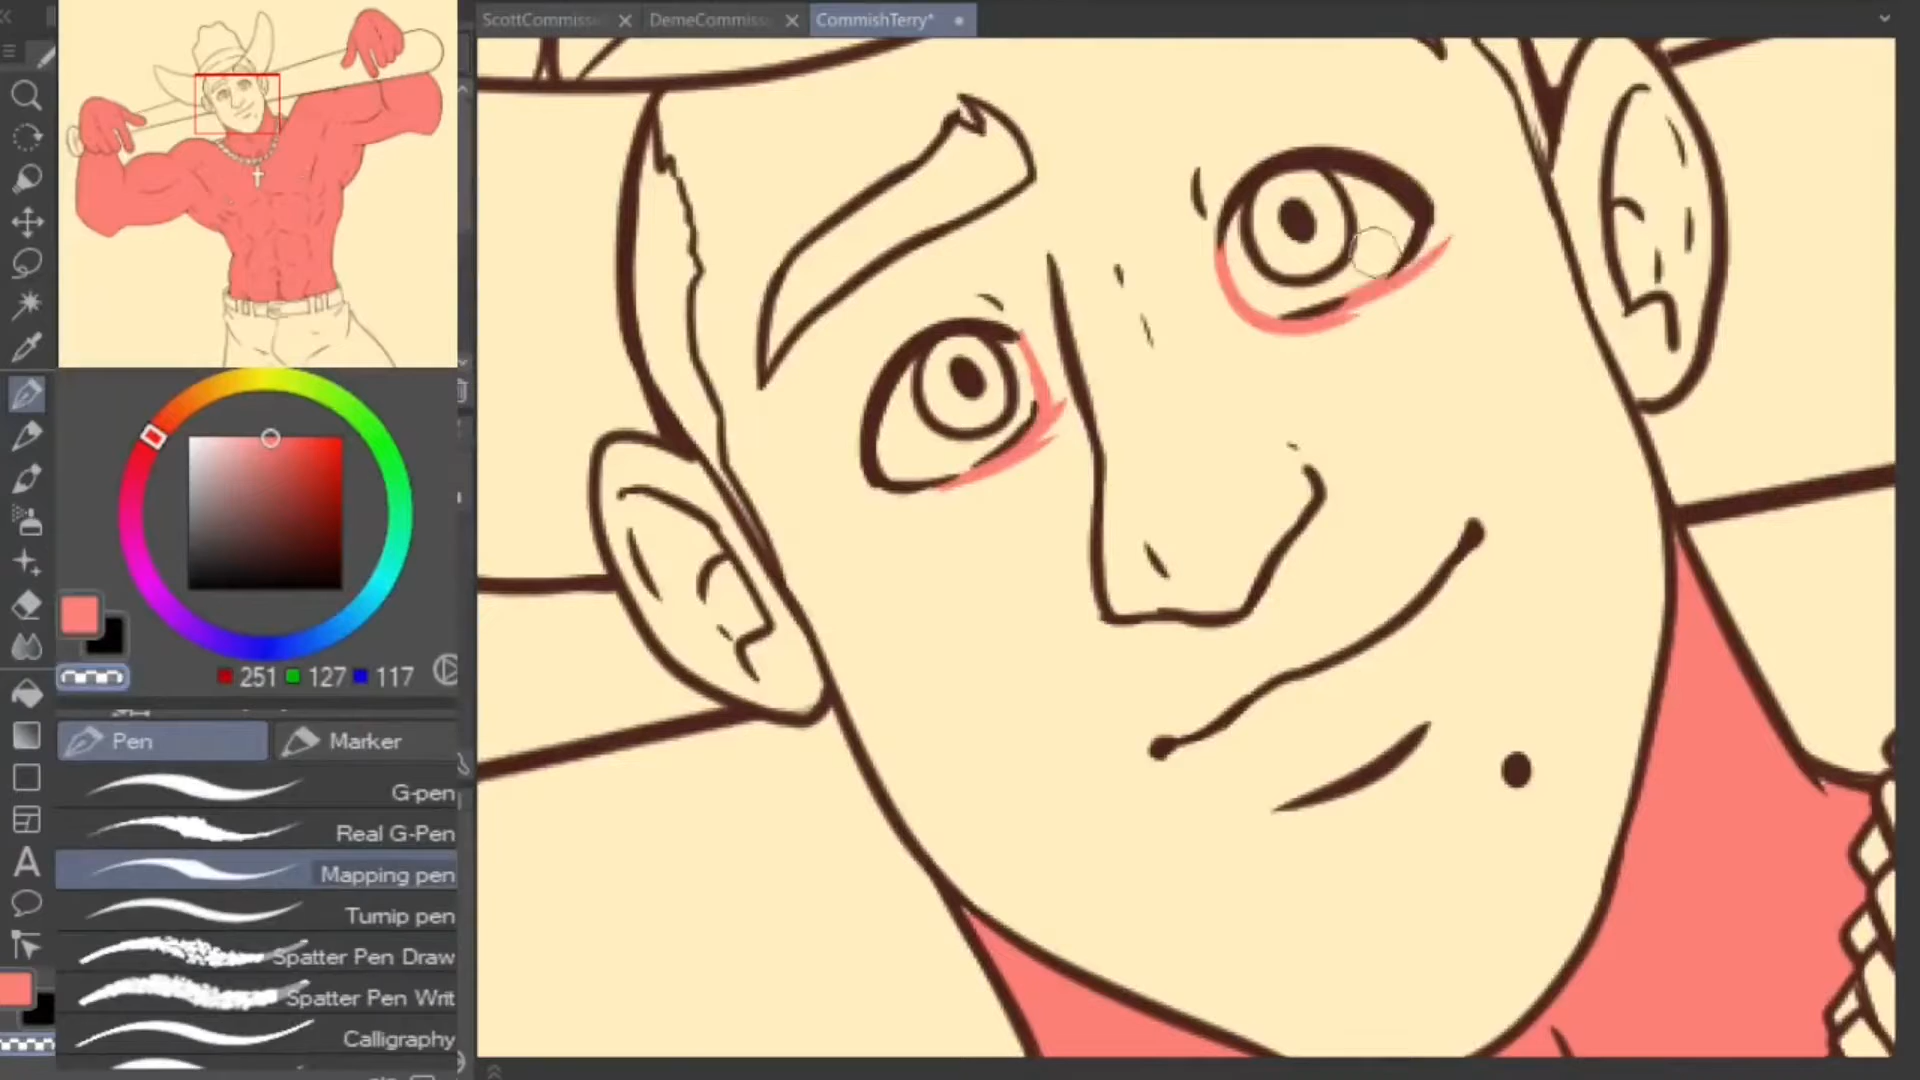 ScottCommiss
DemeCommiss
CommishTerry*
251 127 117
Pen
Marker
G-pen
Real G-Pen
Mapping pen
Turnip pen
Spatter Pen Draw
Spatter Pen Writ
Calligraphy